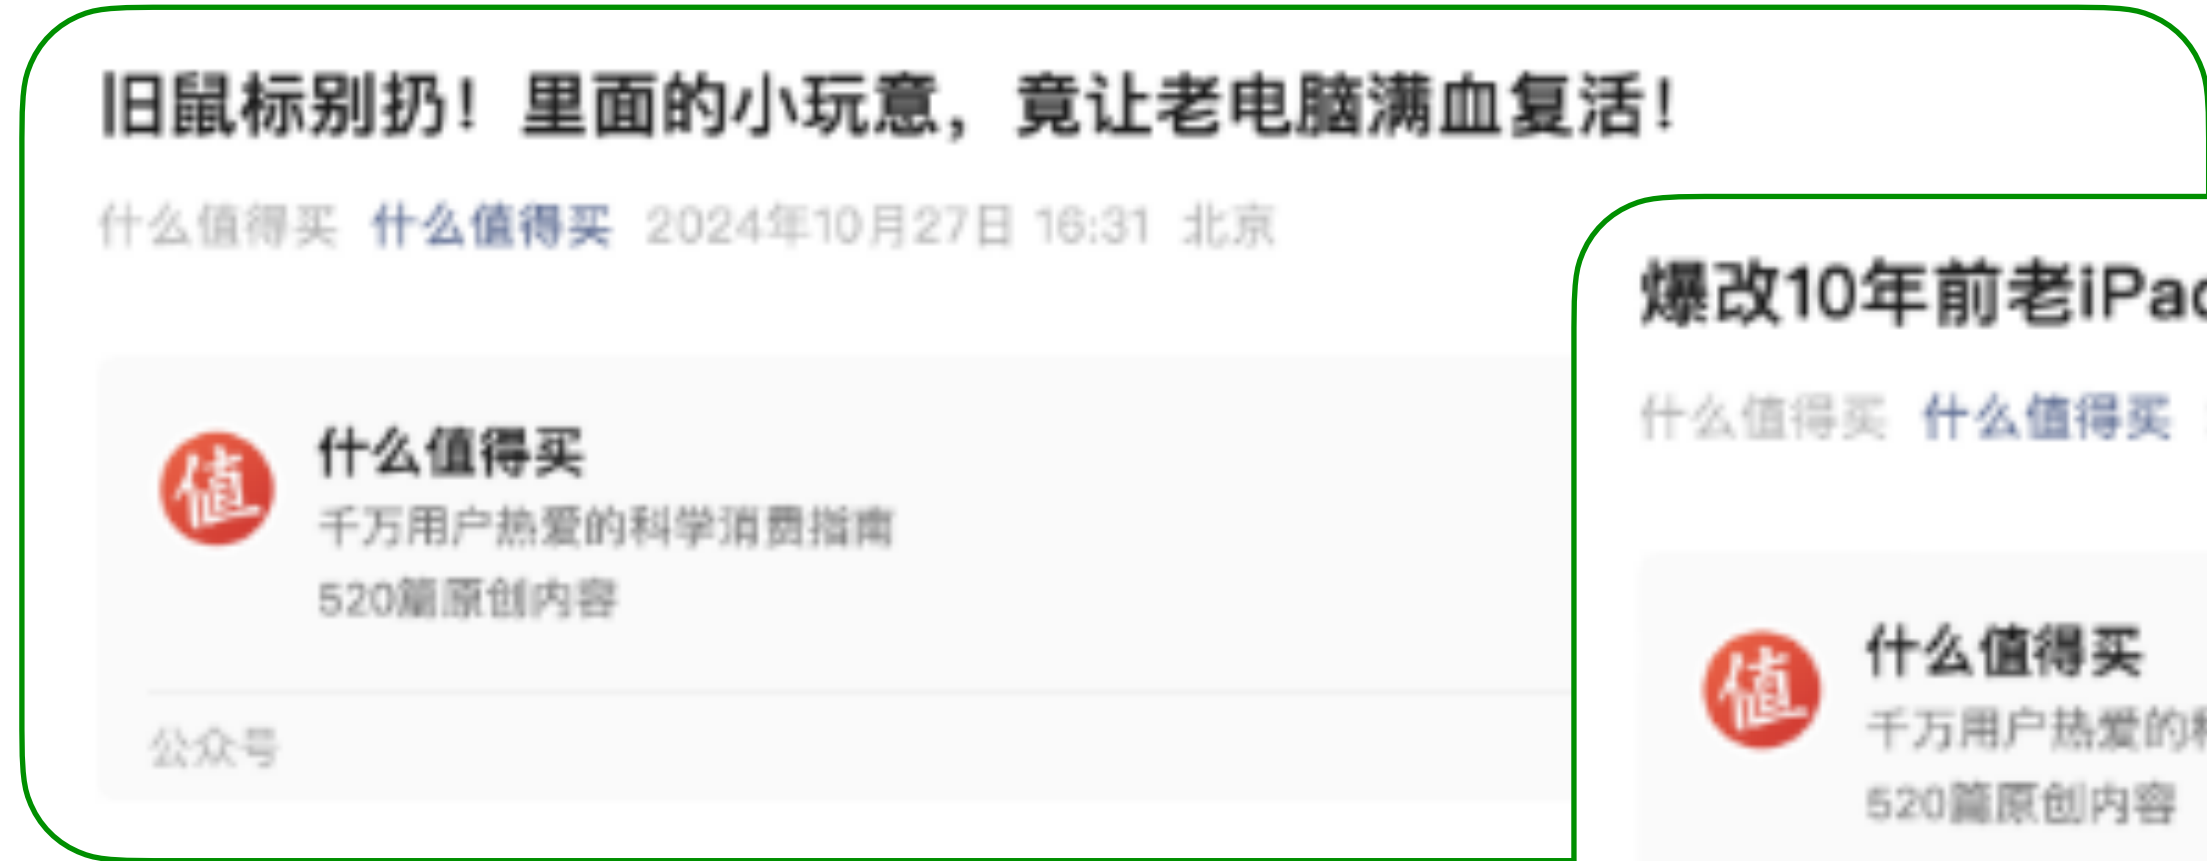 旧鼠标别扔！里面的小玩意，竟让老电脑满血复活！
什么值得买 什么值得买 2024年10月27日 16:31 北京
值
什么值得买
千万用户热爱的科学消费指南
520篇原创内容
公众号
爆改10年前老iPad
什么值得买 什么值得买
值
什么值得买
千万用户热爱的
520篇原创内容